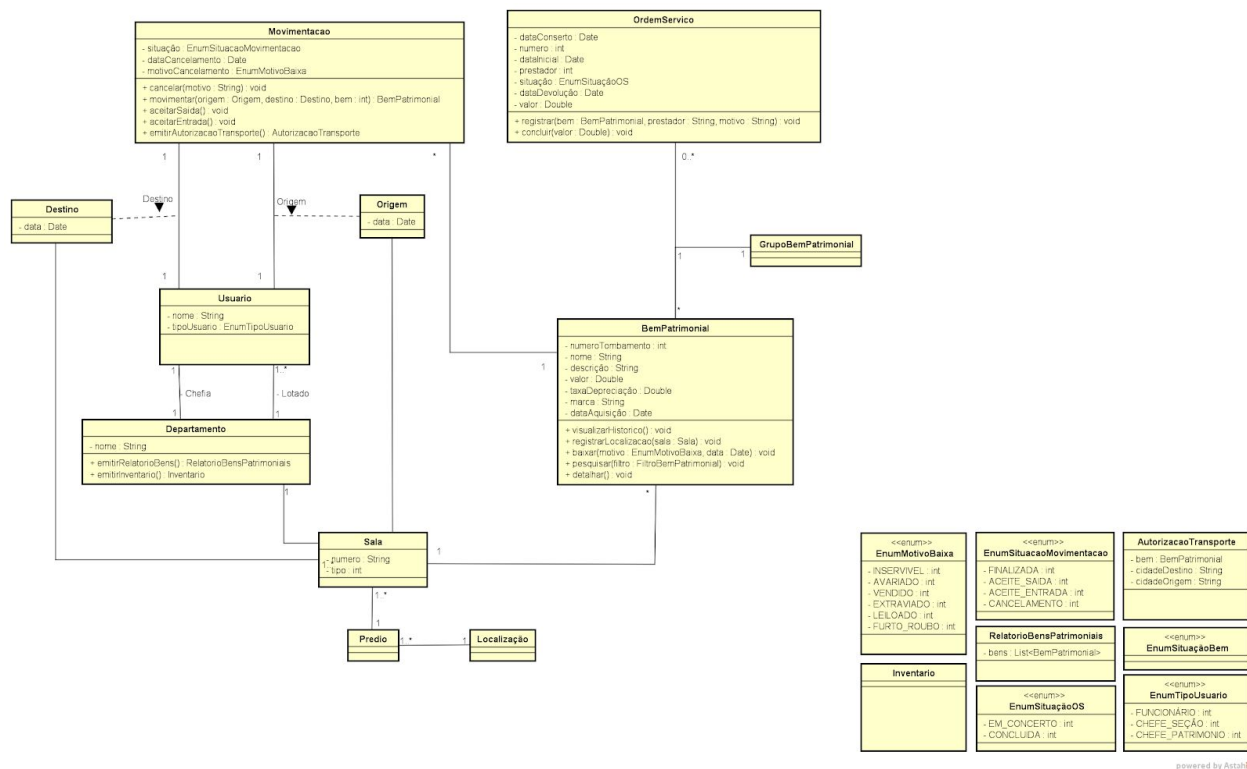 Movimentacao
- situação : EnumSituacaoMovimentacao
- dataCancelamento : Date
- motivoCancelamento : EnumMotivoBaixa
+ cancelar(motivo : String) : void
+ movimentar(origem : Origem, destino : Destino, bem : int) : BemPatrimonial
+ aceitarSaida() : void
+ aceitarEntrada() : void
+ emitirAutorizacaoTransporte() : AutorizacaoTransporte
OrdemServico
- dataConserto : Date
- numero : int
- dataInicial : Date
- prestador : int
- situação : EnumSituaçãoOS
- dataDevolução : Date
- valor : Double
+ registrar(bem : BemPatrimonial, prestador : String, motivo : String) : void
+ concluir(valor : Double) : void
1
1
*
0..*
Destino
- data : Date
Destino
Origem
Origem
- data : Date
GrupoBemPatrimonial
1
1
1
1
*
Usuario
- nome : String
- tipoUsuario : EnumTipoUsuario
BemPatrimonial
- numeroTombamento : int
- nome : String
- descrição : String
- valor : Double
- taxaDepreciação : Double
- marca : String
- dataAquisição : Date
+ visualizarHistorico() : void
+ registrarLocalizacao(sala : Sala) : void
+ baixar(motivo : EnumMotivoBaixa, data : Date) : void
+ pesquisar(filtro : FiltroBemPatrimonial) : void
+ detalhar() : void
1
1
1..*
- Chefia
- Lotado
1
1
Departamento
- nome : String
+ emitirRelatorioBens() : RelatorioBensPatrimoniais
+ emitirInventario() : Inventario
1
*
Sala
- numero : String
- tipo : int
1
1..*
1
Predio
1..*
1
Localização
<<enum>>
EnumMotivoBaixa
- INSERVIVEL : int
- AVARIADO : int
- VENDIDO : int
- EXTRAVIADO : int
- LEILOADO : int
- FURTO_ROUBO : int
<<enum>>
EnumSituacaoMovimentacao
- FINALIZADA : int
- ACEITE_SAIDA : int
- ACEITE_ENTRADA : int
- CANCELAMENTO : int
AutorizacaoTransporte
- bem : BemPatrimonial
- cidadeDestino : String
- cidadeOrigem : String
RelatorioBensPatrimoniais
- bens : List<BemPatrimonial>
<<enum>>
EnumSituaçãoBem
Inventario
<<enum>>
EnumSituaçãoOS
- EM_CONCERTO : int
- CONCLUIDA : int
<<enum>>
EnumTipoUsuario
- FUNCIONÁRIO : int
- CHEFE_SEÇÃO : int
- CHEFE_PATRIMONIO : int
powered by Astah